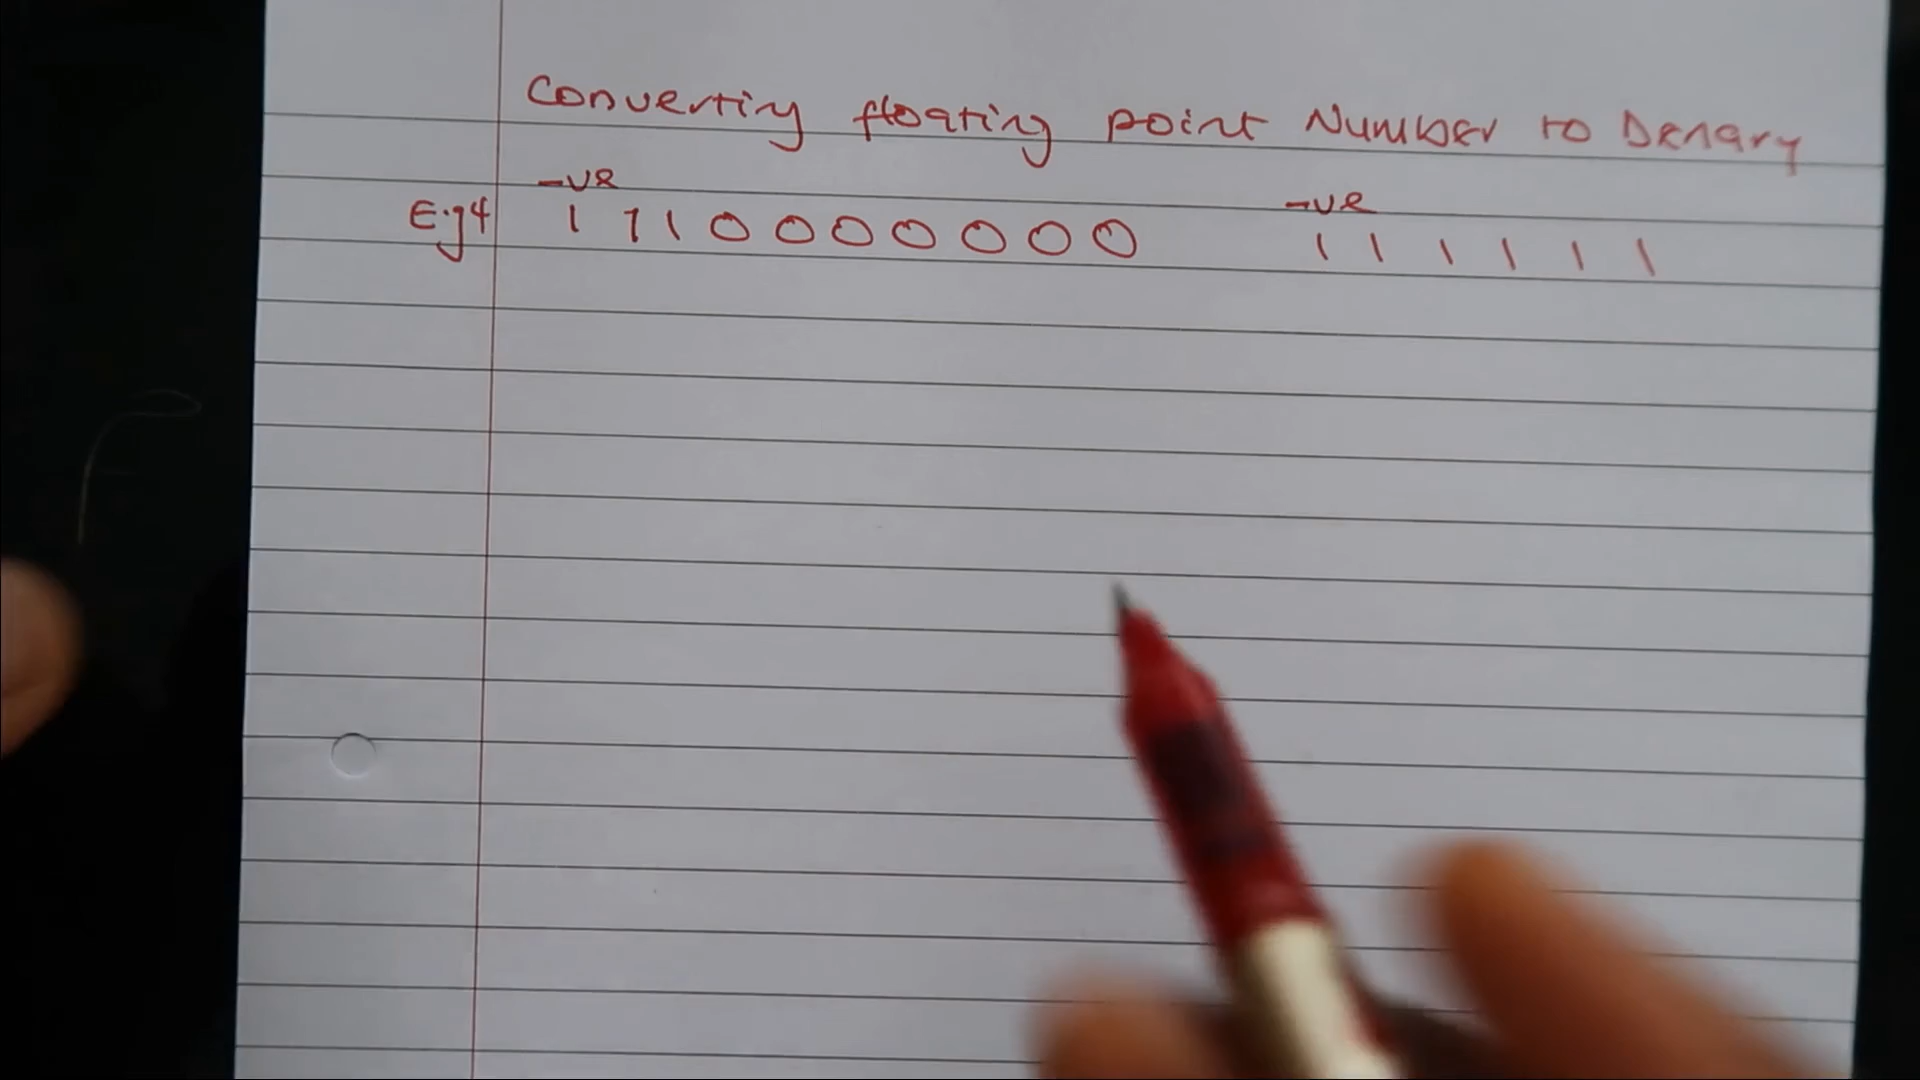 Converting floating point Number to Denary
-ve -ve
E.g4 1 1 1 0 0 0 0 0 0 0 1 1 1 1 1 1